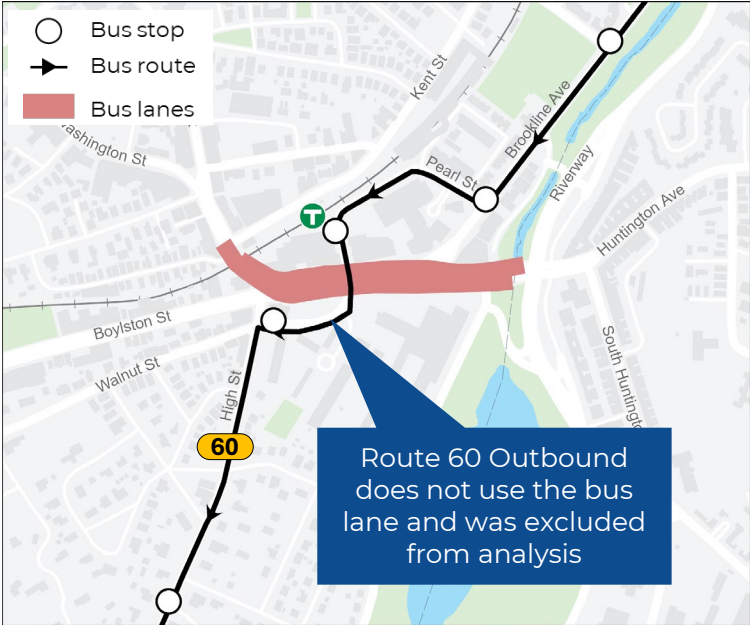 Bus stop
Bus route
Bus lanes
Kent St
Washington St
Brookline Ave
Pearl St
Riverway
T
Huntington Ave
Boylston St
Walnut St
South Huntingto
High St
60
Route 60 Outbound
does not use the bus
lane and was excluded
from analysis